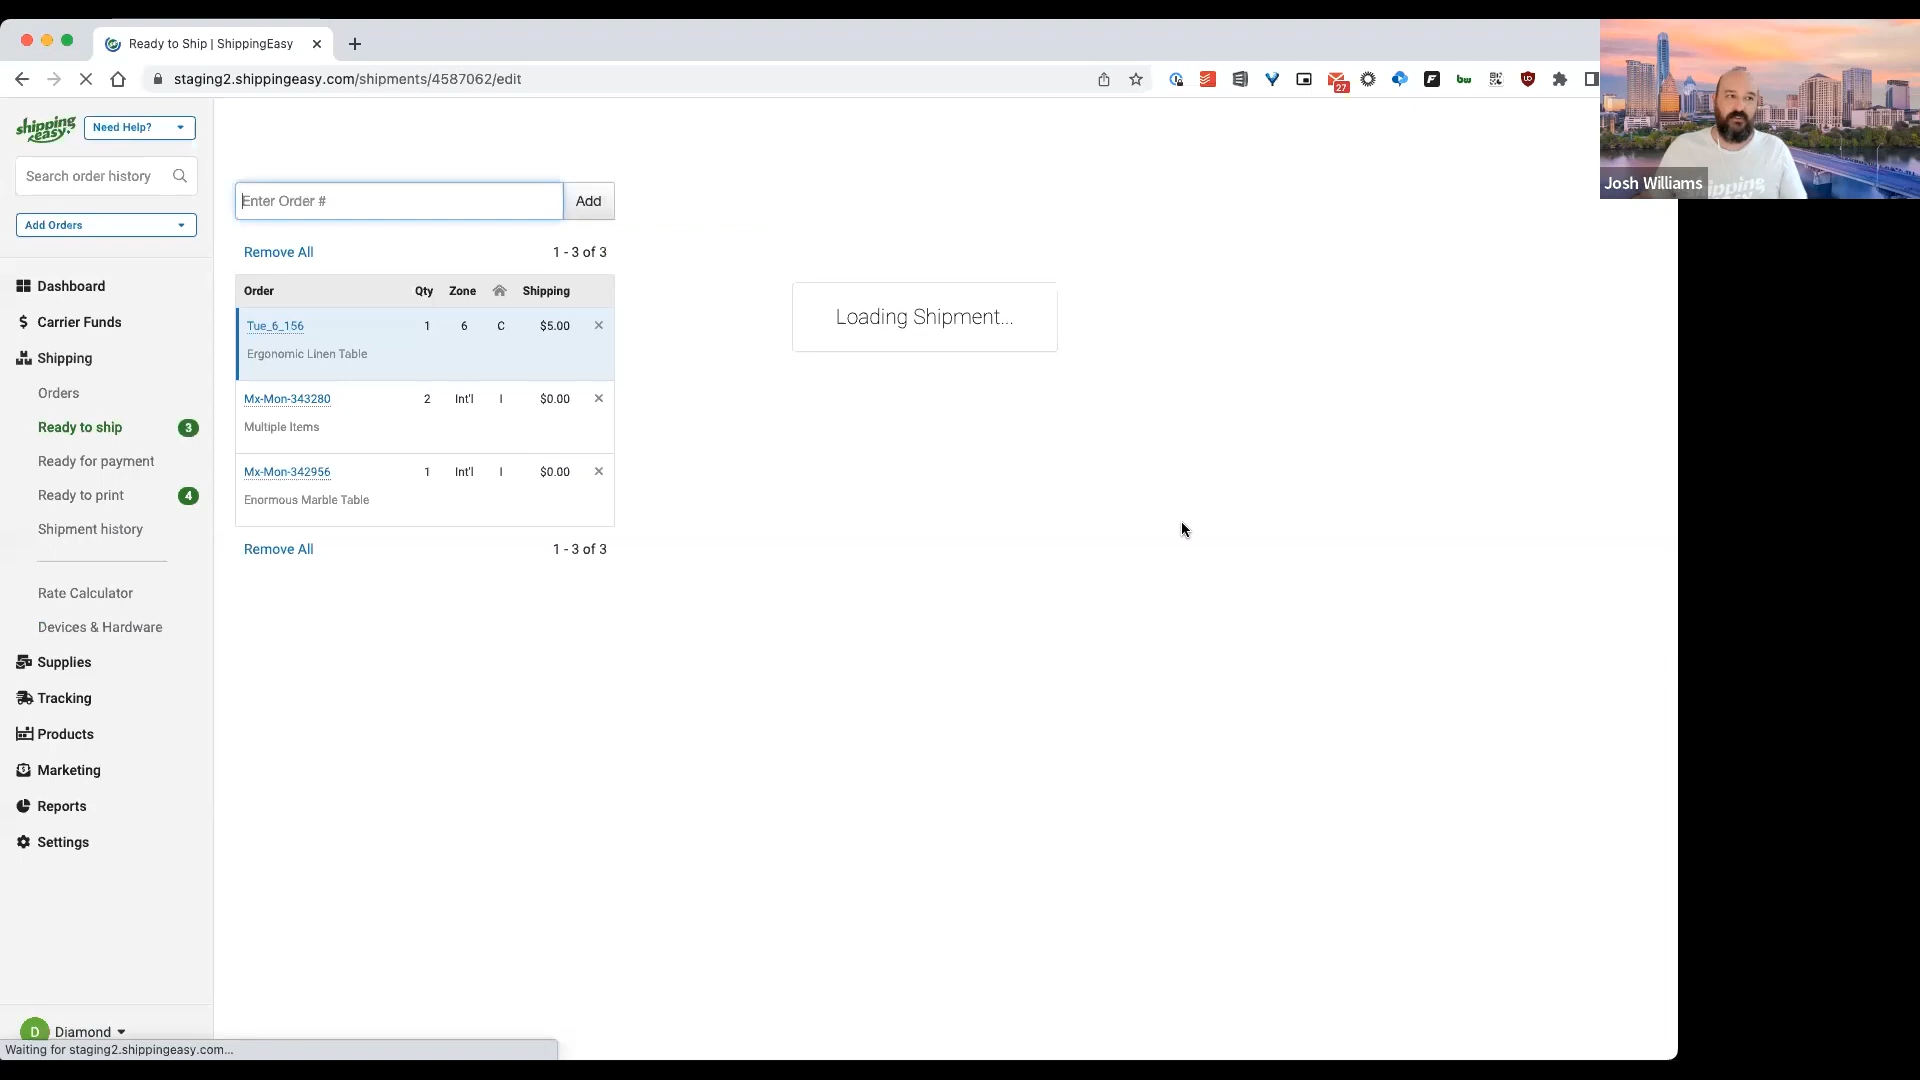 Ready to Ship | ShippingEasy
staging2.shippingeasy.com/shipments/4587062/edit
27
bw
shipping easy
Need Help?
Search order history
Add Orders
Dashboard
Carrier Funds
Shipping
Orders
Ready to ship 3
Ready for payment
Ready to print 4
Shipment history
Rate Calculator
Devices & Hardware
Supplies
Tracking
Products
Marketing
Reports
Settings
D Diamond
Waiting for staging2.shippingeasy.com...
Enter Order # Add
Remove All 1 - 3 of 3
Order Qty Zone Shipping
Tue_6_156 1 6 C $5.00
Ergonomic Linen Table
Mx-Mon-343280 2 Int'l I $0.00
Multiple Items
Mx-Mon-342956 1 Int'l I $0.00
Enormous Marble Table
Remove All 1 - 3 of 3
Loading Shipment...
Josh Williams